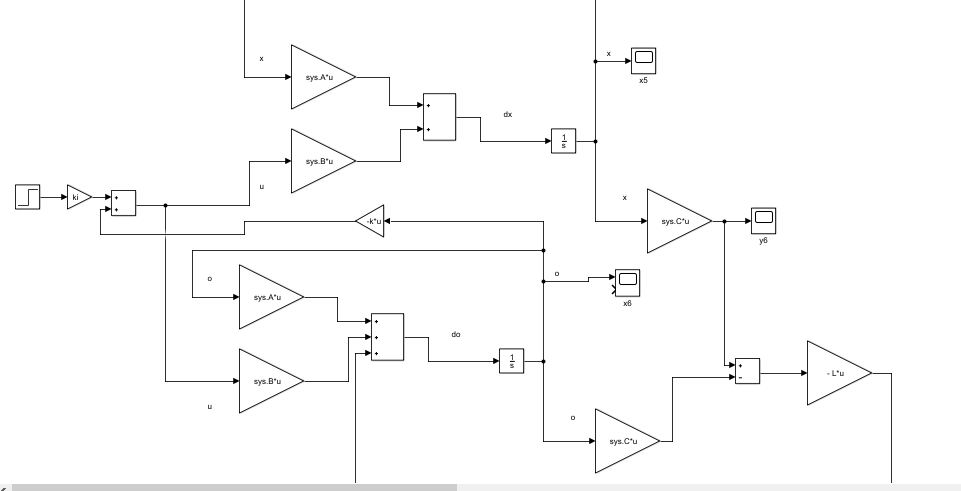 x
x
sys.A*u
x5
+
dx
+
1
s
sys.B*u
u
x
ki
+
+
-k*u
sys.C*u
y6
o
o
x6
sys.A*u
+
do
+
+
1
s
+
−
- L*u
sys.B*u
u
o
sys.C*u